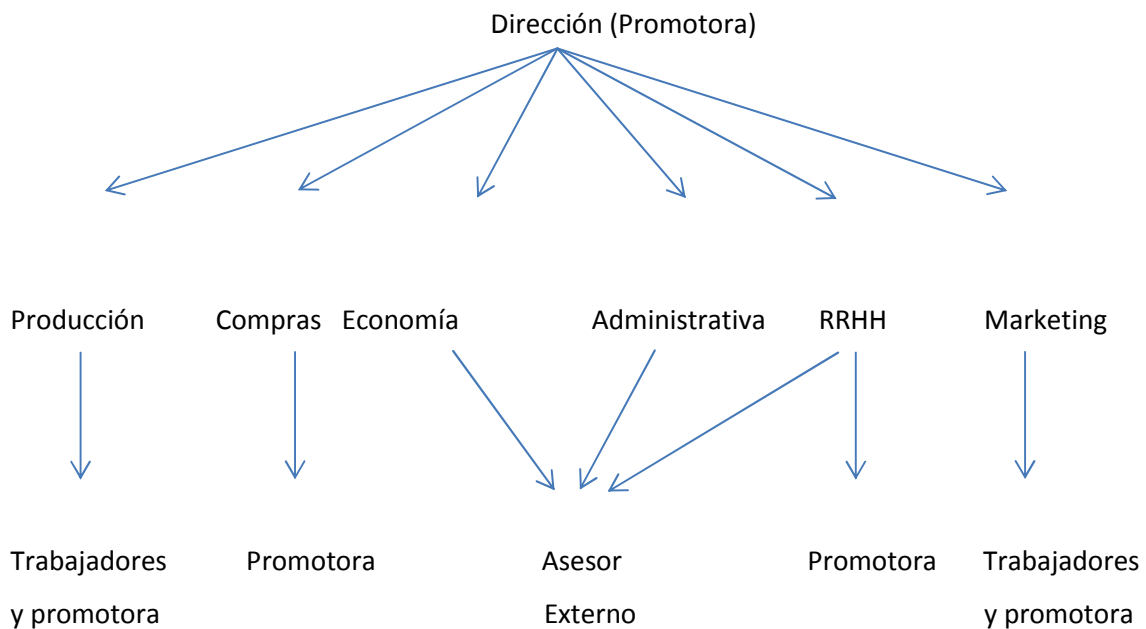 Dirección (Promotora)
Producción Compras Economía Administrativa RRHH Marketing
Trabajadores Promotora Asesor Promotora Trabajadores
y promotora Externo y promotora